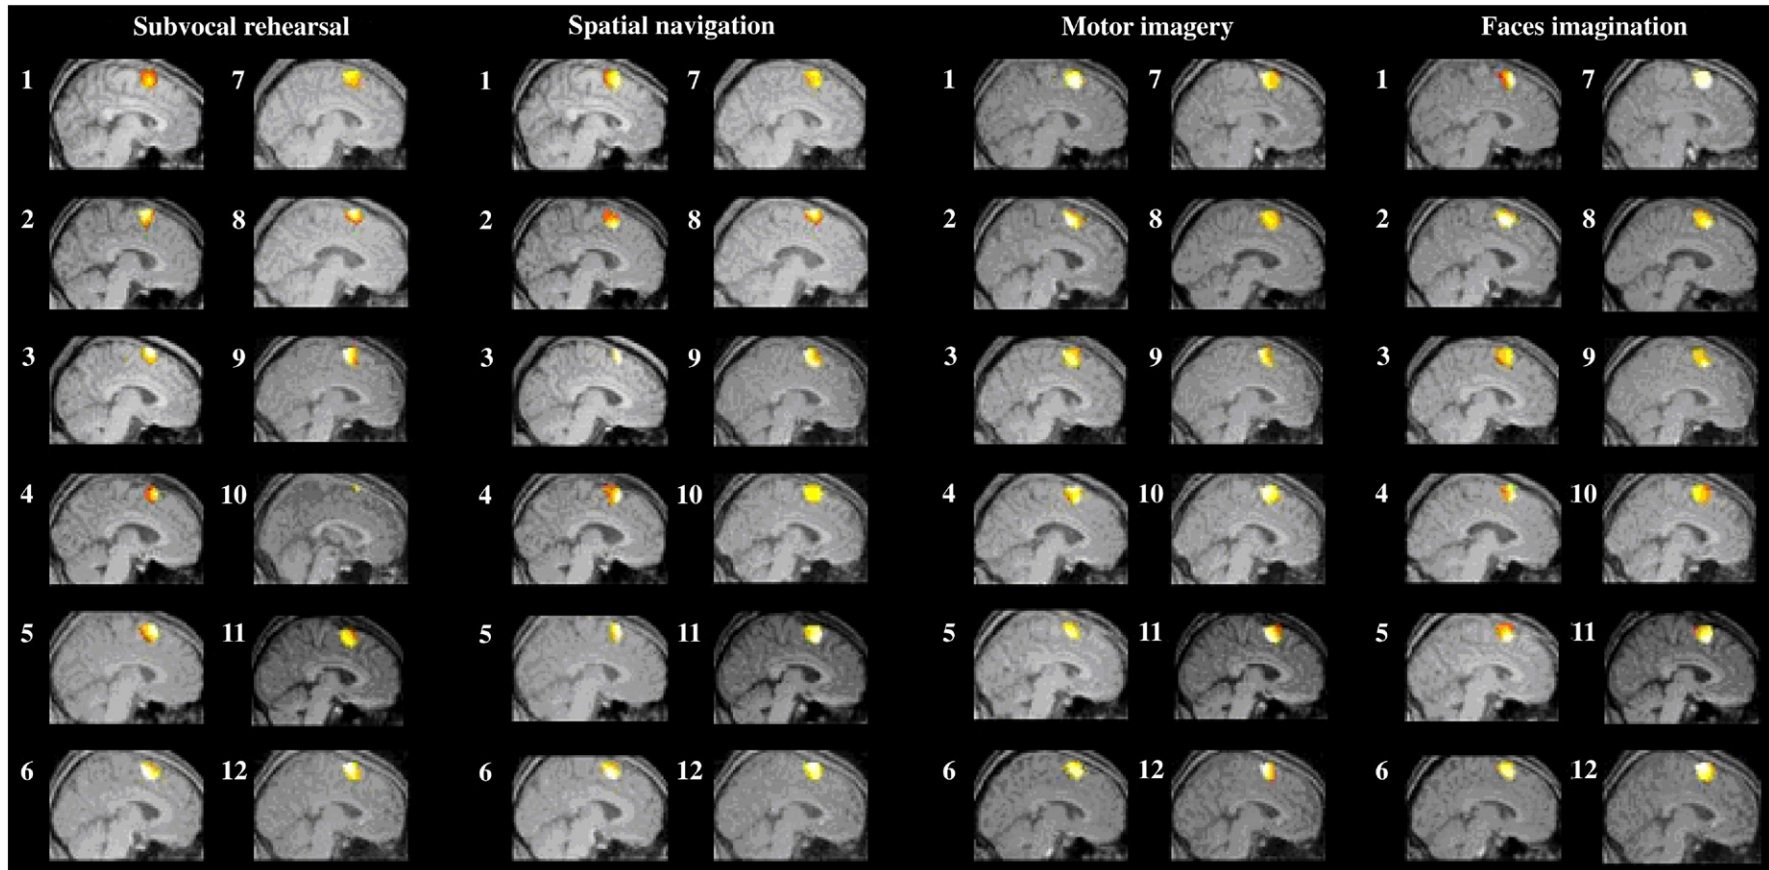 Subvocal rehearsal Spatial navigation Motor imagery Faces imagination
1 7 1 7 1 7 1 7
2 8 2 8 2 8 2 8
3 9 3 9 3 9 3 9
4 10 4 10 4 10 4 10
5 11 5 11 5 11 5 11
6 12 6 12 6 12 6 12